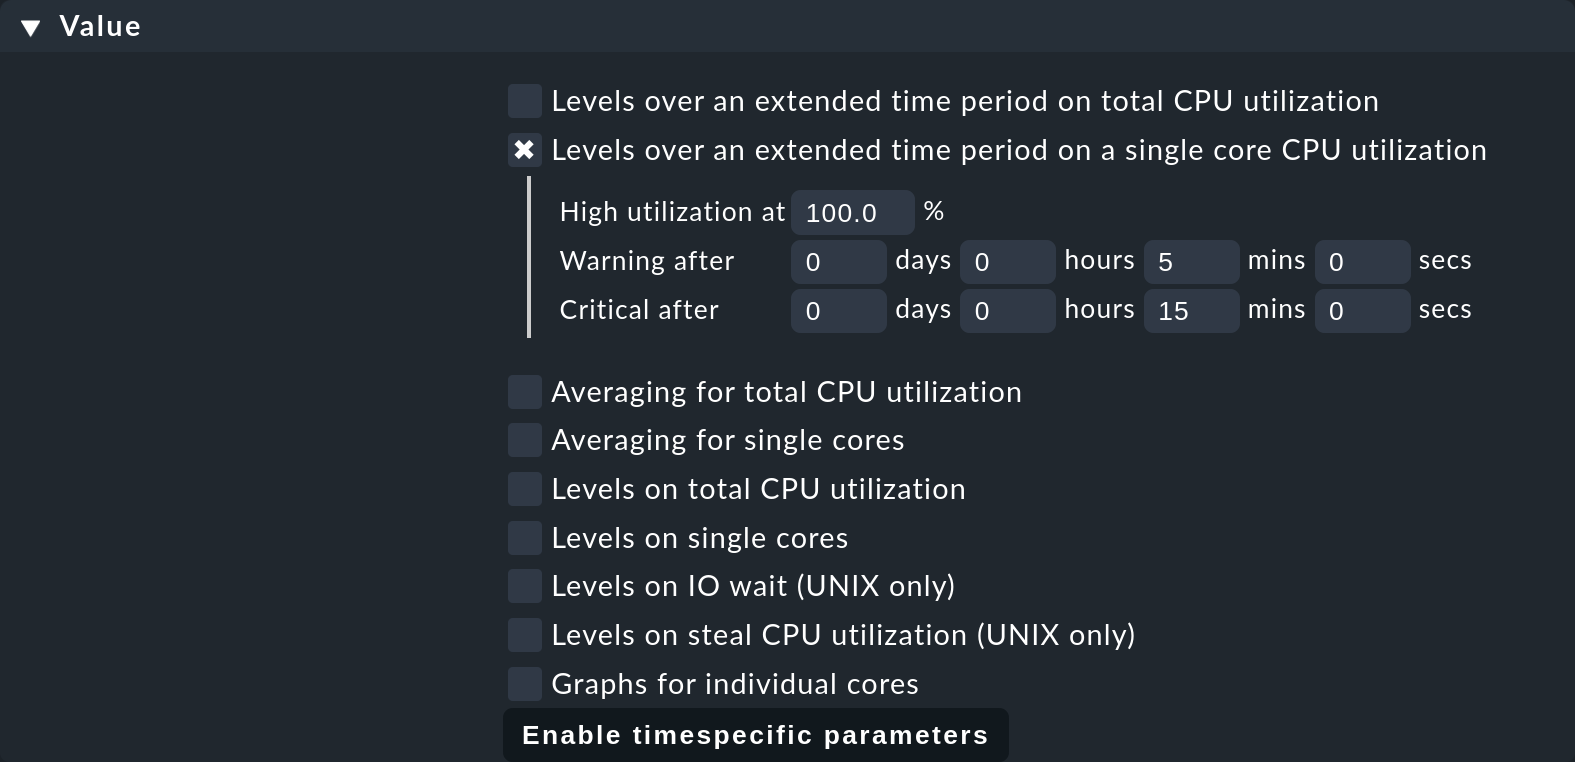 Value
Levels over an extended time period on total CPU utilization
Levels over an extended time period on a single core CPU utilization
High utilization at 100.0 %
Warning after 0 days 0 hours 5 mins 0 secs
Critical after 0 days 0 hours 15 mins 0 secs
Averaging for total CPU utilization
Averaging for single cores
Levels on total CPU utilization
Levels on single cores
Levels on IO wait (UNIX only)
Levels on steal CPU utilization (UNIX only)
Graphs for individual cores
Enable timespecific parameters